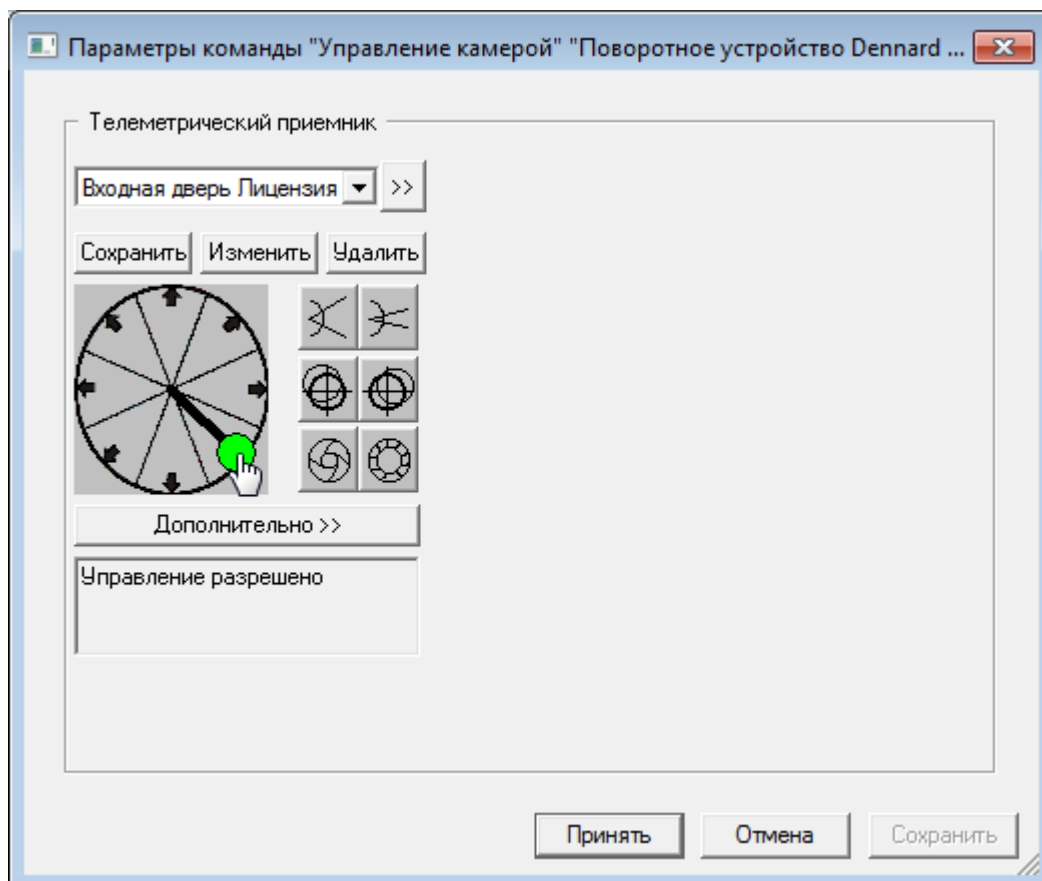 Параметры команды "Управление камерой" "Поворотное устройство Dennard ...
Телеметрический приемник
Входная дверь Лицензия >>
Сохранить Изменить Удалить
Дополнительно >>
Управление разрешено
Принять Отмена Сохранить